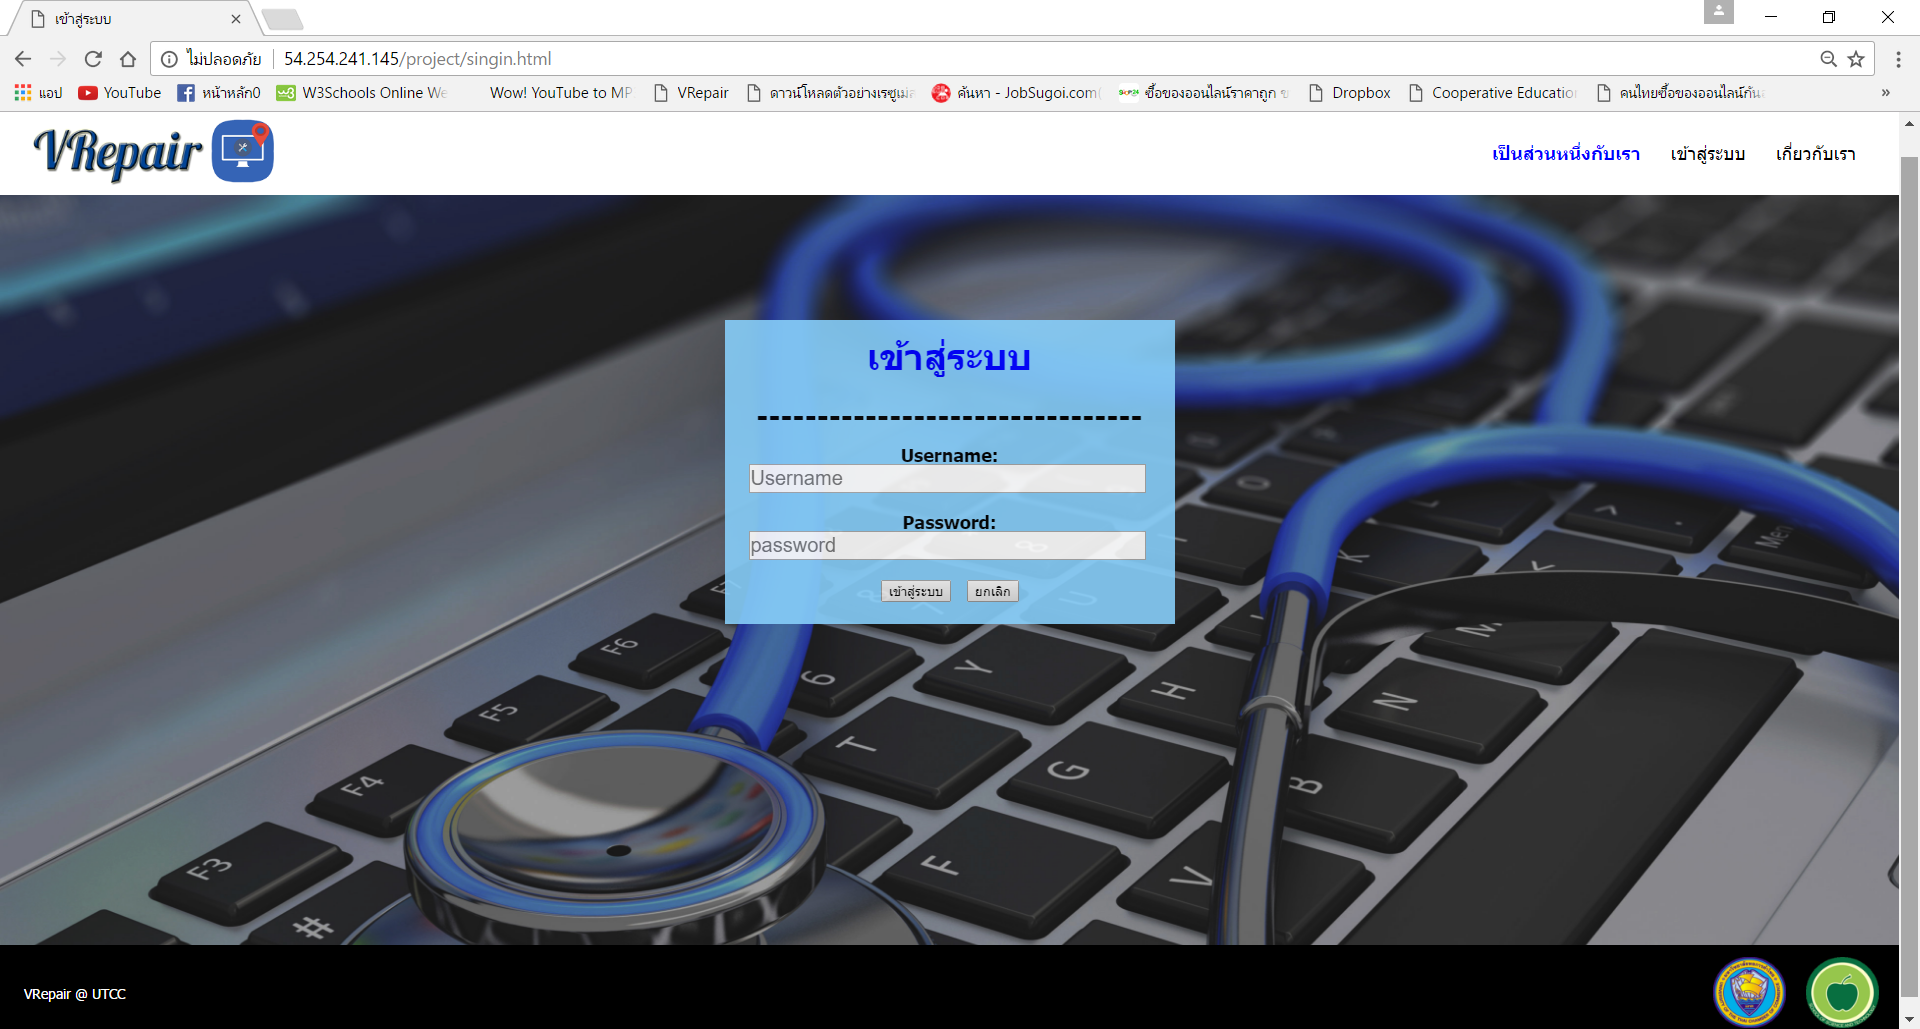 เข้าสู่ระบบ
ไม่ปลอดภัย 54.254.241.145/project/singin.html
แอป YouTube หน้าหลัก0 W3Schools Online We Wow! YouTube to MP VRepair ดาวน์โหลดตัวอย่างเรซูเม่ ค้นหา - JobSugoi.com( ซื้อของออนไลน์ราคาถูก ข Dropbox Cooperative Educatio คนไทยซื้อของออนไลน์กัน »
VRepair
เป็นส่วนหนึ่งกับเรา เข้าสู่ระบบ เกี่ยวกับเรา
เข้าสู่ระบบ
--------------------------------
Username:
Username
Password:
password
เข้าสู่ระบบ ยกเลิก
F6 6 Y H N
F5 T G B
F4 F V
F3 #
K
VRepair @ UTCC